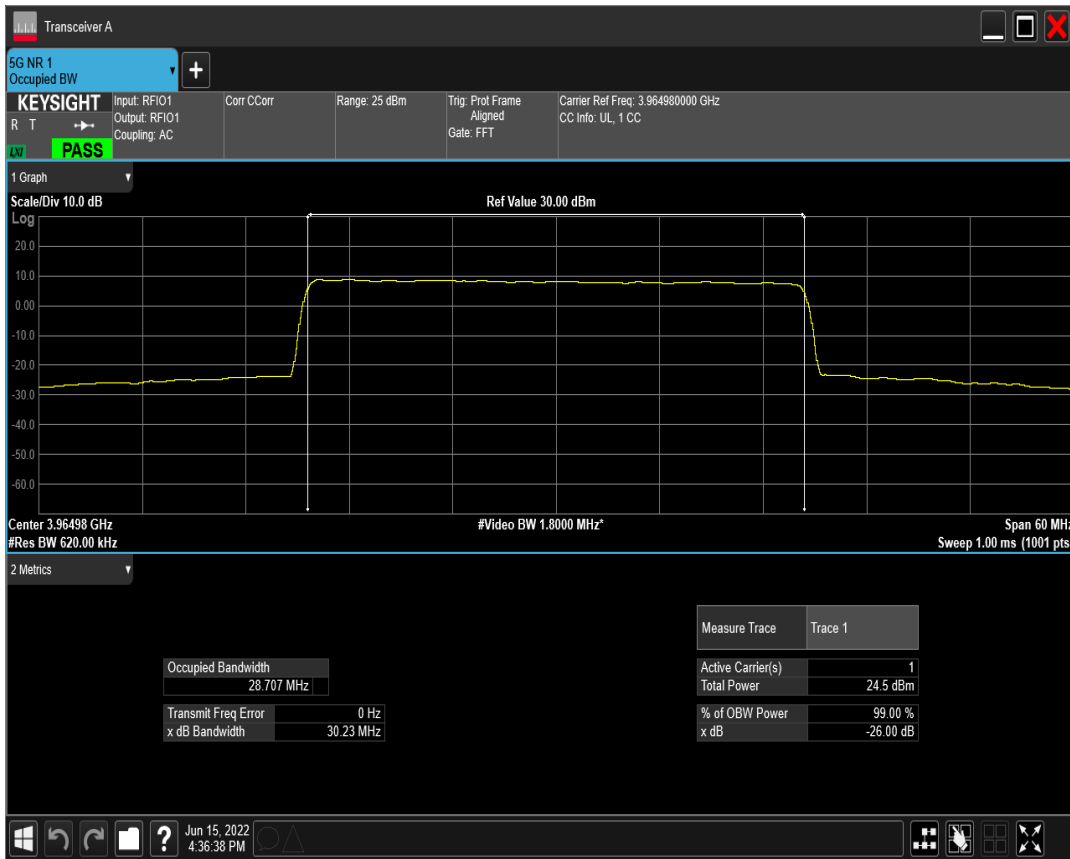 Transceiver A
5G NR 1
Occupied BW
+
KEYSIGHT
R T
LXI
PASS
Input: RFIO1
Output: RFIO1
Coupling: AC
Corr CCorr
Range: 25 dBm
Trig: Prot Frame
Aligned
Gate: FFT
Carrier Ref Freq: 3.964980000 GHz
CC Info: UL, 1 CC
1 Graph
Scale/Div 10.0 dB
Ref Value 30.00 dBm
Log
20.0
10.0
0.00
-10.0
-20.0
-30.0
-40.0
-50.0
-60.0
Center 3.96498 GHz
#Video BW 1.8000 MHz*
Span 60 MHz
#Res BW 620.00 kHz
Sweep 1.00 ms (1001 pts
2 Metrics
Measure Trace Trace 1
Occupied Bandwidth
28.707 MHz
Active Carrier(s) 1
Total Power 24.5 dBm
Transmit Freq Error 0 Hz
x dB Bandwidth 30.23 MHz
% of OBW Power 99.00 %
x dB -26.00 dB
?
Jun 15, 2022
4:36:38 PM